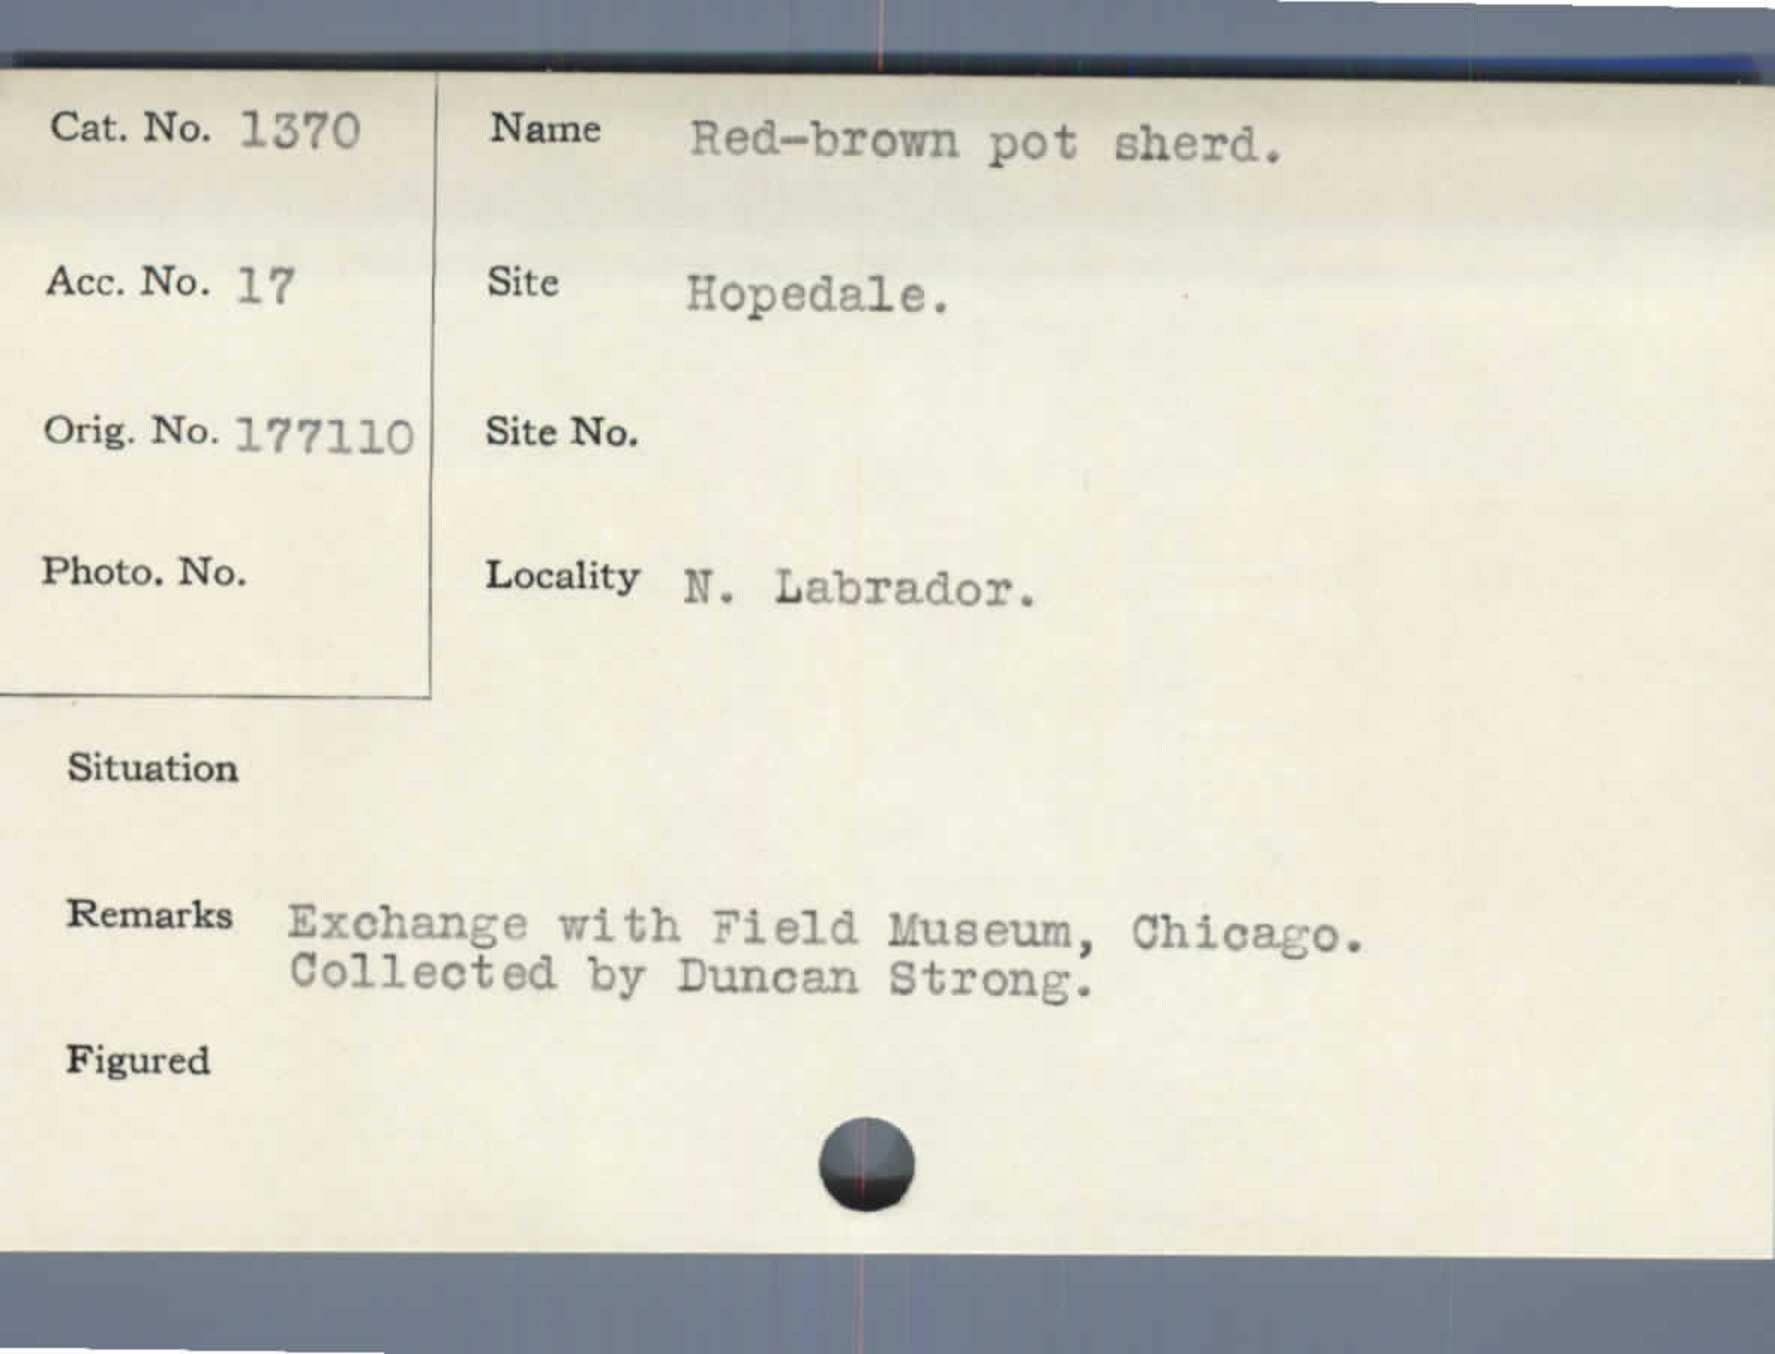 Cat. No. 1370
Name Red-brown pot sherd.
Acc. No. 17
Site Hopedale.
Orig. No. 177110
Site No.
Photo. No.
Locality N. Labrador.
Situation
Remarks Exchange with Field Museum, Chicago.
Collected by Duncan Strong.
Figured